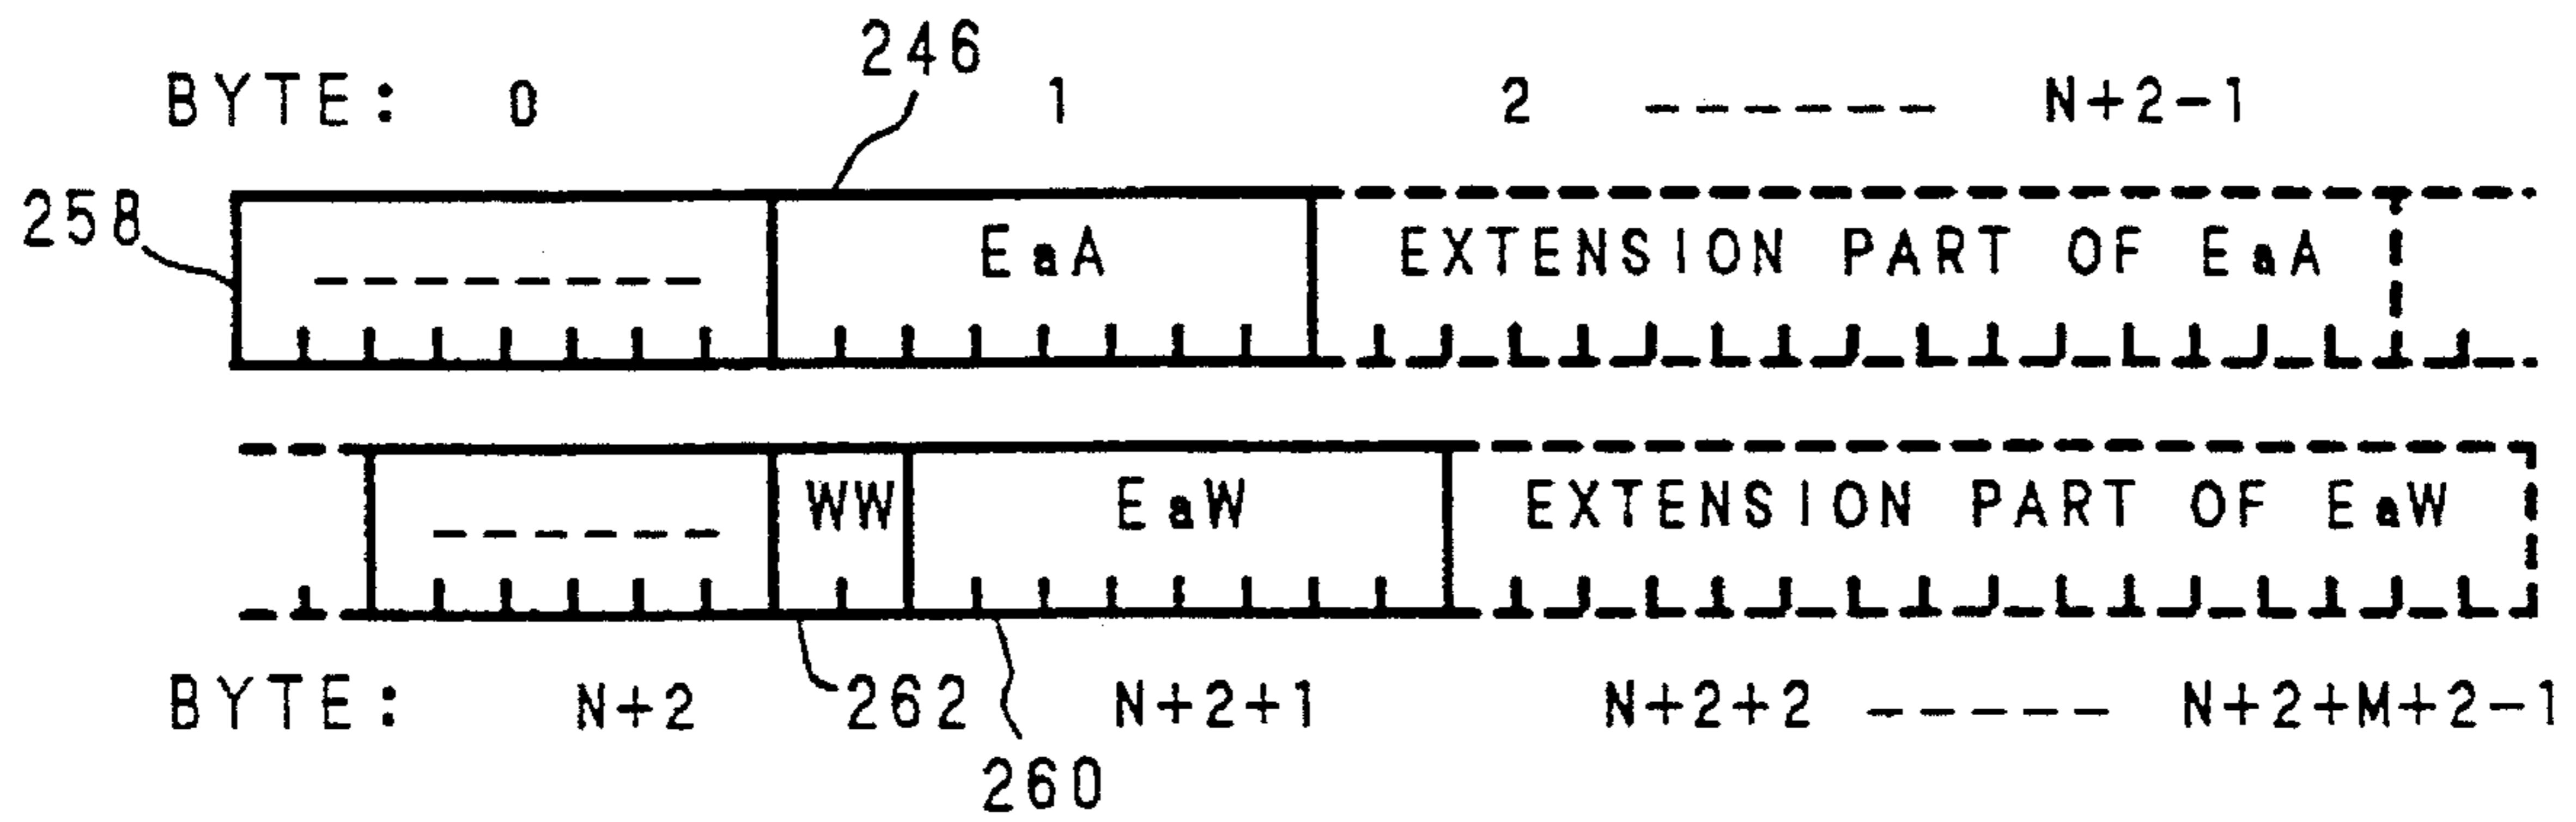 246
BYTE: 0 1 2 ------ N+2-1
258
-------- EaA EXTENSION PART OF EaA
------ WW EaW EXTENSION PART OF EaW
BYTE: N+2 262 N+2+1 N+2+2 ----- N+2+M+2-1
260